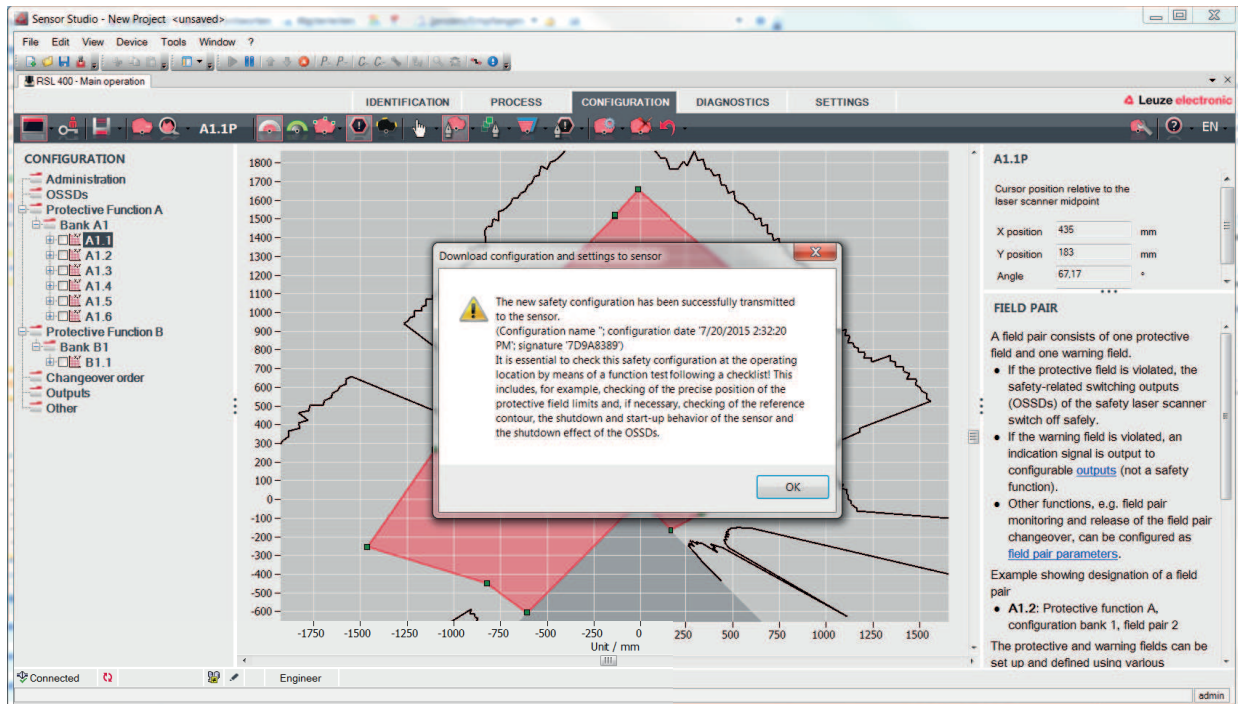 Sensor Studio - New Project <unsaved>
File Edit View Device Tools Window ?
RSL 400 - Main operation
IDENTIFICATION PROCESS CONFIGURATION DIAGNOSTICS SETTINGS
Leuze electronic
A1.1P
EN
CONFIGURATION
Administration
OSSDs
Protective Function A
Bank A1
A1.1
A1.2
A1.3
A1.4
A1.5
A1.6
Protective Function B
Bank B1
B1.1
Changeover order
Outputs
Other
1800
1700
1600
1500
1400
1300
1200
1100
1000
900
800
700
600
500
400
300
200
100
0
-100
-200
-300
-400
-500
-600
-1750 -1500 -1250 -1000 -750 -500 -250 0 250 500 750 1000 1250 1500
Unit / mm
Download configuration and settings to sensor
The new safety configuration has been successfully transmitted
to the sensor.
(Configuration name ''; configuration date '7/20/2015 2:32:20
PM'; signature '7D9A8389')
It is essential to check this safety configuration at the operating
location by means of a function test following a checklist! This
includes, for example, checking of the precise position of the
protective field limits and, if necessary, checking of the reference
contour, the shutdown and start-up behavior of the sensor and
the shutdown effect of the OSSDs.
OK
A1.1P
Cursor position relative to the
laser scanner midpoint
X position 435 mm
Y position 183 mm
Angle 67,17 °
FIELD PAIR
A field pair consists of one protective
field and one warning field.
• If the protective field is violated, the
safety-related switching outputs
(OSSDs) of the safety laser scanner
switch off safely.
• If the warning field is violated, an
indication signal is output to
configurable outputs (not a safety
function).
• Other functions, e.g. field pair
monitoring and release of the field pair
changeover, can be configured as
field pair parameters.
Example showing designation of a field
pair
• A1.2: Protective function A,
configuration bank 1, field pair 2
The protective and warning fields can be
set up and defined using various
Connected
Engineer
admin